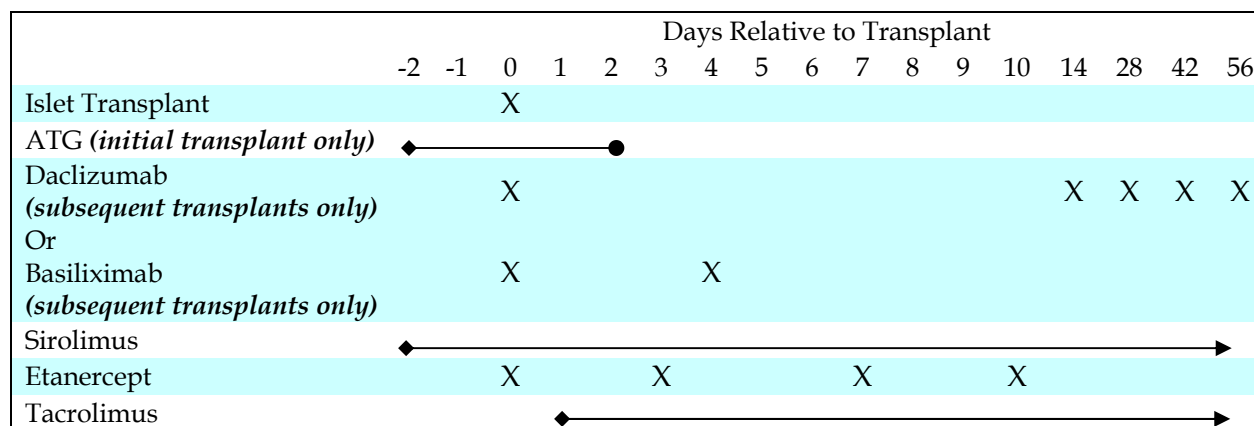 Days Relative to Transplant
-2 -1 0 1 2 3 4 5 6 7 8 9 10 14 28 42 56
Islet Transplant X
ATG (initial transplant only)
Daclizumab X X X X X
(subsequent transplants only)
Or
Basiliximab X X
(subsequent transplants only)
Sirolimus
Etanercept X X X X
Tacrolimus